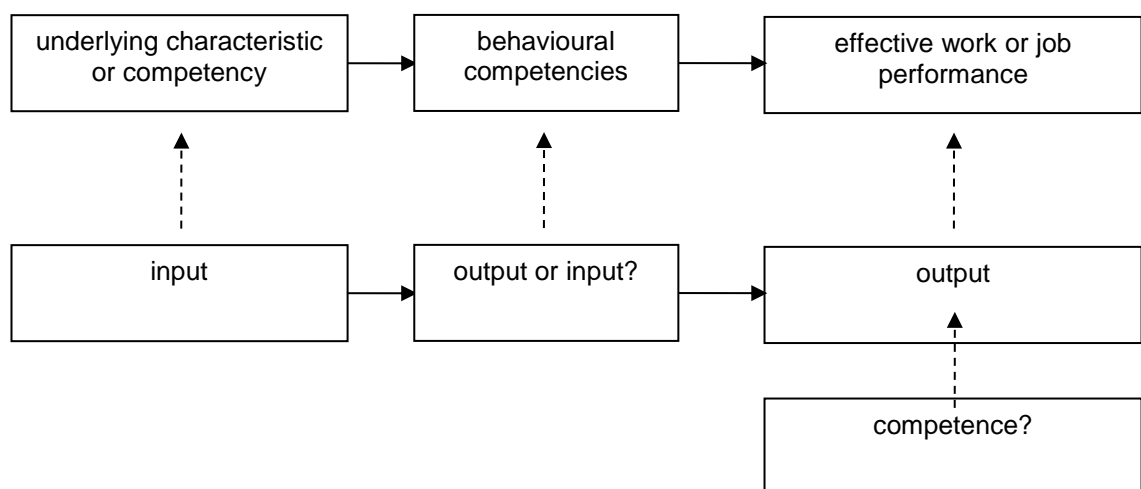 underlying characteristic
or competency
behavioural
competencies
effective work or job
performance
input
output or input?
output
competence?